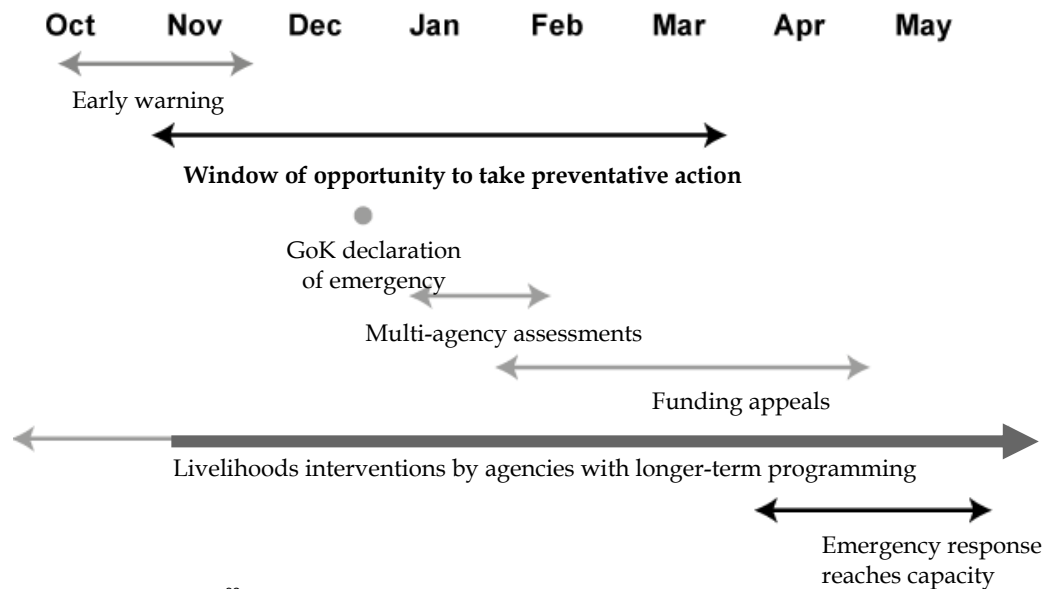 Oct Nov Dec Jan Feb Mar Apr May
Early warning
Window of opportunity to take preventative action
GoK declaration
of emergency
Multi-agency assessments
Funding appeals
Livelihoods interventions by agencies with longer-term programming
Emergency response
reaches capacity